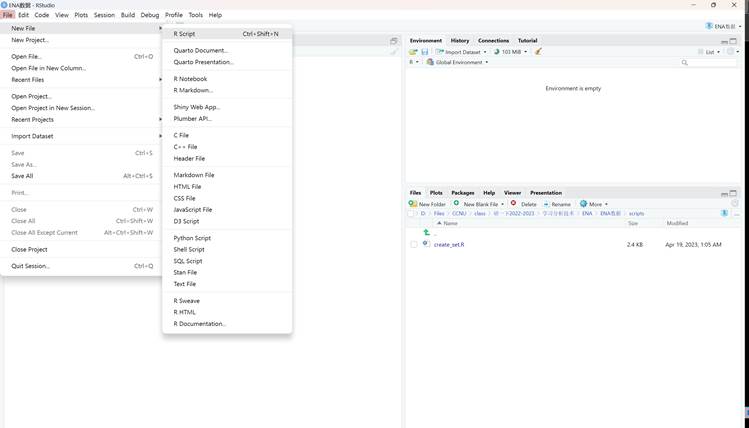 ENA数据 - RStudio
File Edit Code View Plots Session Build Debug Profile Tools Help
ENA数据
New File
New Project...
Open File... Ctrl+O
Open File in New Column...
Recent Files
Open Project...
Open Project in New Session...
Recent Projects
Import Dataset
Save Ctrl+S
Save As...
Save All Alt+Ctrl+S
Print...
Close Ctrl+W
Close All Ctrl+Shift+W
Close All Except Current Alt+Ctrl+Shift+W
Close Project
Quit Session... Ctrl+Q
R Script Ctrl+Shift+N
Quarto Document...
Quarto Presentation...
R Notebook
R Markdown...
Shiny Web App...
Plumber API...
C File
C++ File
Header File
Markdown File
HTML File
CSS File
JavaScript File
D3 Script
Python Script
Shell Script
SQL Script
Stan File
Text File
R Sweave
R HTML
R Documentation...
Environment History Connections Tutorial
Import Dataset 103 MiB List
R Global Environment
Environment is empty
Files Plots Packages Help Viewer Presentation
New Folder New Blank File Delete Rename More
D: Files CCNU class 研一下2022-2023 学习分析技术 ENA ENA数据 scripts
Name Size Modified
..
create_set.R 2.4 KB Apr 19, 2023, 1:05 AM